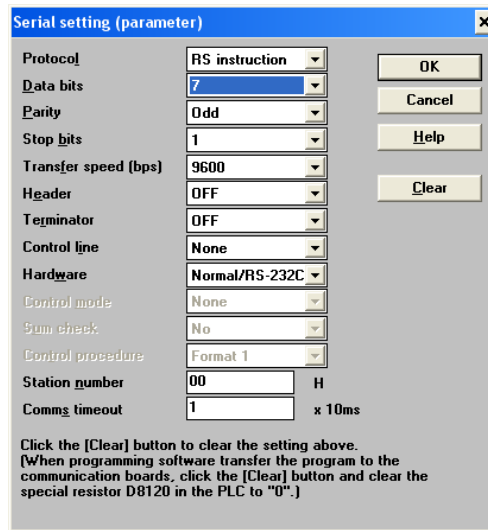 Serial setting (parameter)
Protocol RS instruction OK
Data bits 7
Parity Odd Cancel
Stop bits 1 Help
Transfer speed (bps) 9600
Header OFF Clear
Terminator OFF
Control line None
Hardware Normal/RS-232C
Control mode None
Sum check No
Control procedure Format 1
Station number 00 H
Comms timeout 1 x 10ms
Click the [Clear] button to clear the setting above.
(When programming software transfer the program to the
communication boards, click the [Clear] button and clear the
special resistor D8120 in the PLC to "0".)